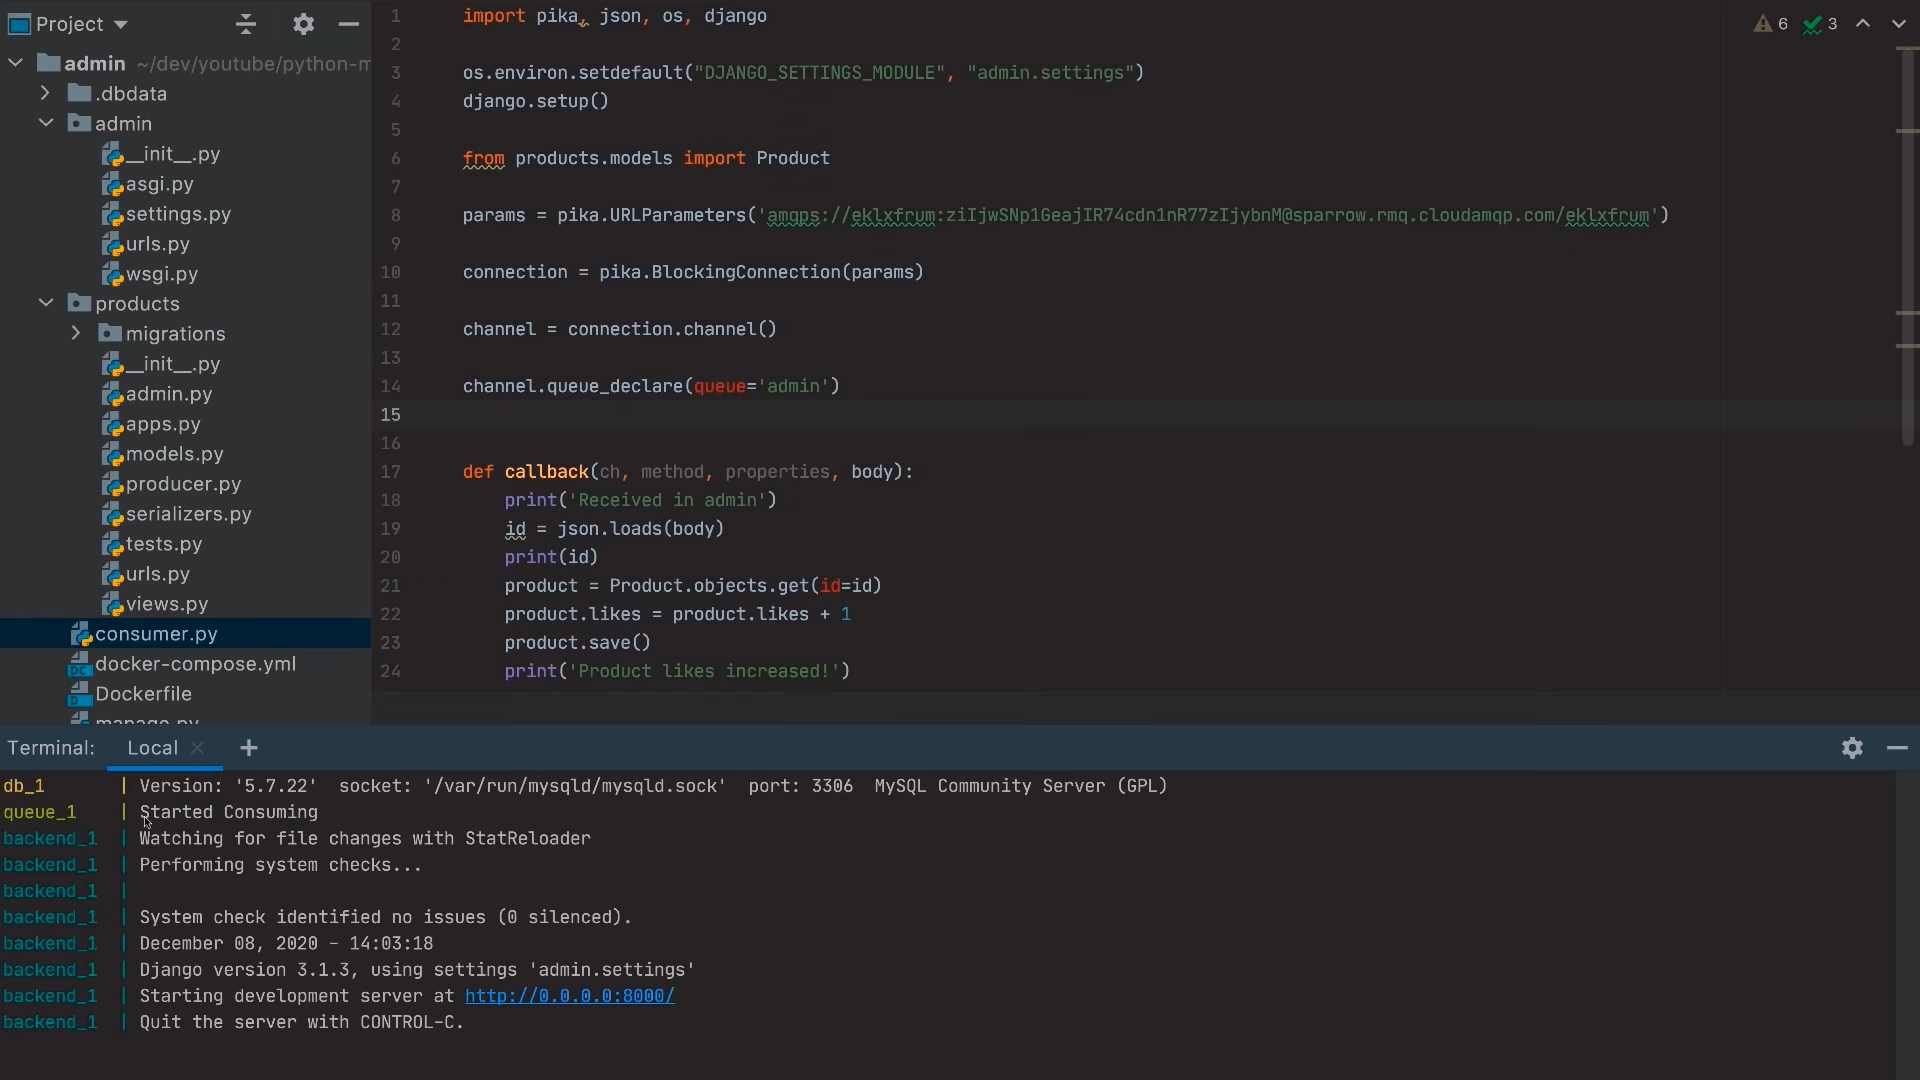 Project
admin ~/dev/youtube/python-m
.dbdata
admin
__init__.py
asgi.py
settings.py
urls.py
wsgi.py
products
migrations
__init__.py
admin.py
apps.py
models.py
producer.py
serializers.py
tests.py
urls.py
views.py
consumer.py
docker-compose.yml
Dockerfile
manage.py
6 3
1 import pika, json, os, django
2
3 os.environ.setdefault("DJANGO_SETTINGS_MODULE", "admin.settings")
4 django.setup()
5
6 from products.models import Product
7
8 params = pika.URLParameters('amqps://eklxfrum:ziIjwSNp1GeajIR74cdn1nR77zIjybnM@sparrow.rmq.cloudamqp.com/eklxfrum')
9
10 connection = pika.BlockingConnection(params)
11
12 channel = connection.channel()
13
14 channel.queue_declare(queue='admin')
15
16
17 def callback(ch, method, properties, body):
18 print('Received in admin')
19 id = json.loads(body)
20 print(id)
21 product = Product.objects.get(id=id)
22 product.likes = product.likes + 1
23 product.save()
24 print('Product likes increased!')
Terminal: Local
db_1 | Version: '5.7.22' socket: '/var/run/mysqld/mysqld.sock' port: 3306 MySQL Community Server (GPL)
queue_1 | Started Consuming
backend_1 | Watching for file changes with StatReloader
backend_1 | Performing system checks...
backend_1 |
backend_1 | System check identified no issues (0 silenced).
backend_1 | December 08, 2020 - 14:03:18
backend_1 | Django version 3.1.3, using settings 'admin.settings'
backend_1 | Starting development server at http://0.0.0.0:8000/
backend_1 | Quit the server with CONTROL-C.